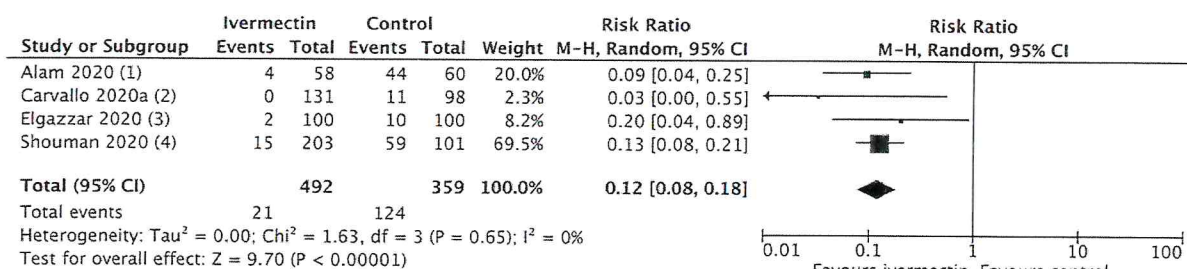 Ivermectin Control Risk Ratio Risk Ratio
Study or Subgroup Events Total Events Total Weight M-H, Random, 95% CI M-H, Random, 95% CI
Alam 2020 (1) 4 58 44 60 20.0% 0.09 [0.04, 0.25]
Carvallo 2020a (2) 0 131 11 98 2.3% 0.03 [0.00, 0.55]
Elgazzar 2020 (3) 2 100 10 100 8.2% 0.20 [0.04, 0.89]
Shouman 2020 (4) 15 203 59 101 69.5% 0.13 [0.08, 0.21]
Total (95% CI) 492 359 100.0% 0.12 [0.08, 0.18]
Total events 21 124
Heterogeneity: Tau² = 0.00; Chi² = 1.63, df = 3 (P = 0.65); I² = 0%
Test for overall effect: Z = 9.70 (P < 0.00001)
0.01 0.1 1 10 100
Favours ivermectin Favours control